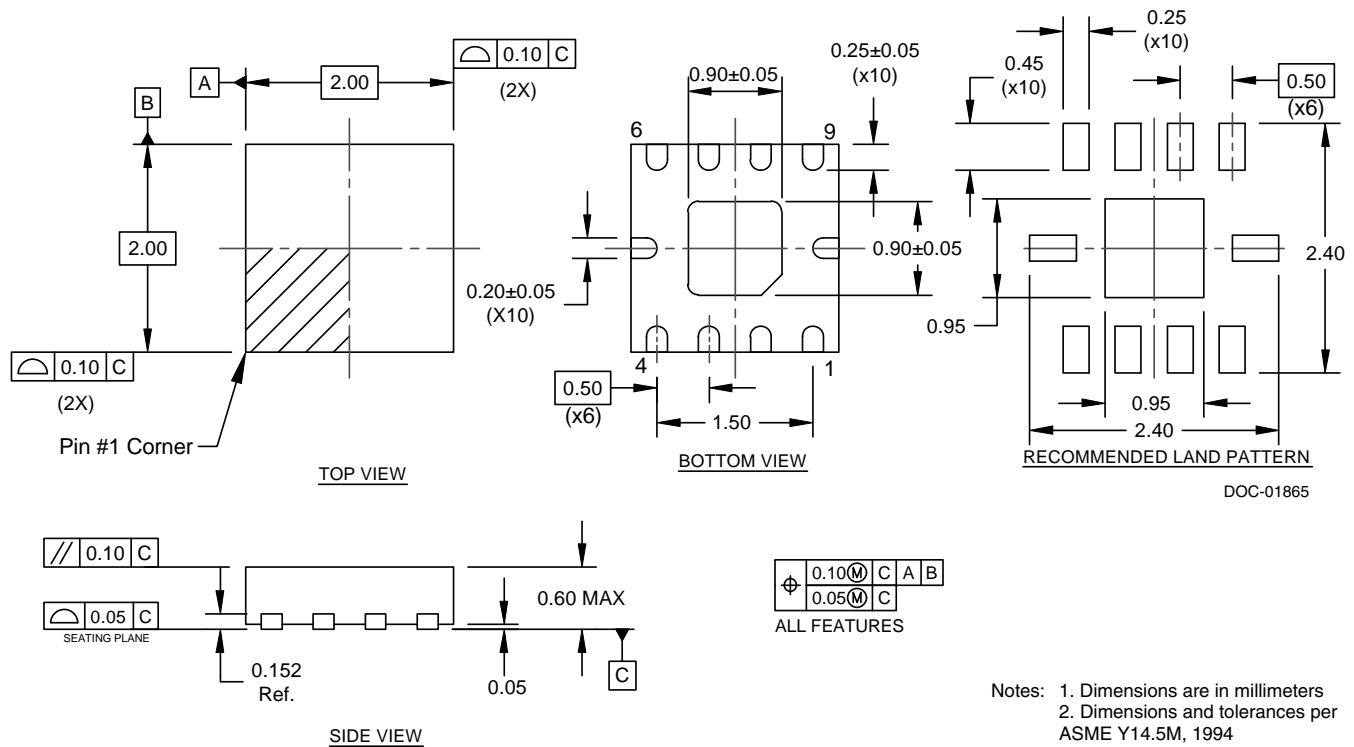 A
2.00
⌓ 0.10 C
(2X)
B
2.00
⌓ 0.10 C
(2X)
Pin #1 Corner
TOP VIEW
0.90±0.05
0.25±0.05
(x10)
6
9
0.90±0.05
0.20±0.05
(X10)
4
1
0.50
(x6)
1.50
BOTTOM VIEW
0.25
(x10)
0.45
(x10)
0.50
(x6)
2.40
0.95
0.95
2.40
RECOMMENDED LAND PATTERN
DOC-01865
// 0.10 C
⌓ 0.05 C
SEATING PLANE
0.152
Ref.
0.60 MAX
0.05
C
SIDE VIEW
⌖ 0.10Ⓜ C A B
0.05Ⓜ C
ALL FEATURES
Notes: 1. Dimensions are in millimeters
2. Dimensions and tolerances per
ASME Y14.5M, 1994